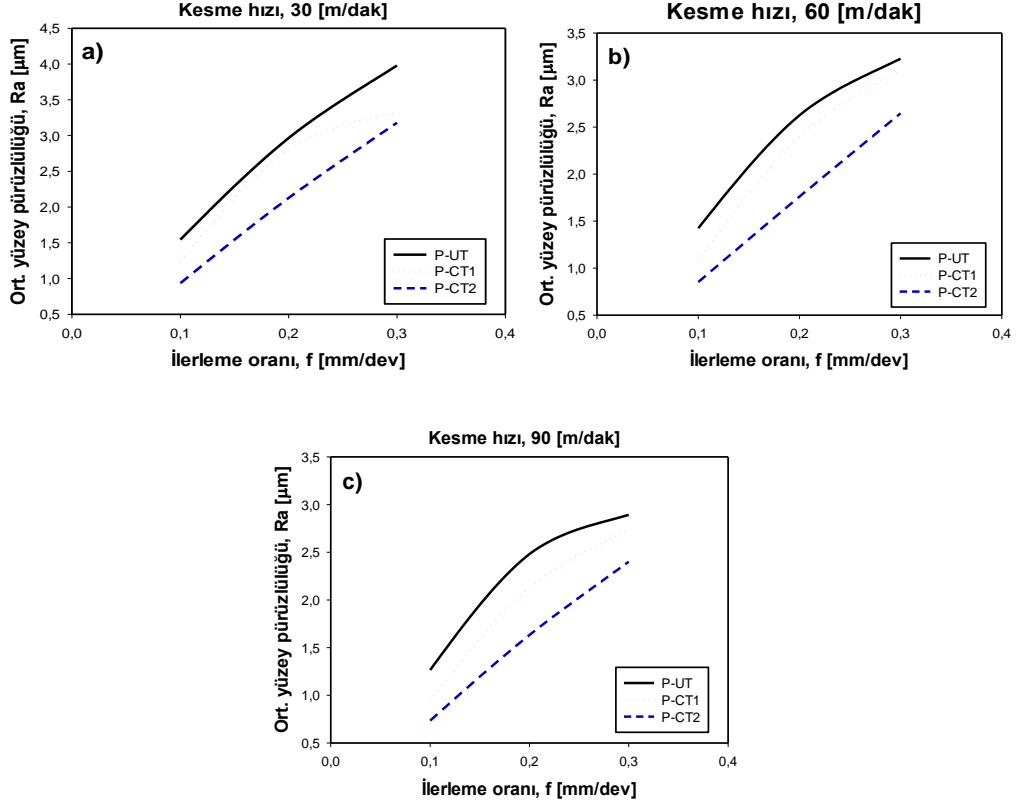 Kesme hızı, 30 [m/dak]
a)
Ort. yüzey pürüzlülüğü, Ra [µm]
4,5
4,0
3,5
3,0
2,5
2,0
1,5
1,0
0,5
P-UT
P-CT1
P-CT2
0,0 0,1 0,2 0,3 0,4
İlerleme oranı, f [mm/dev]
Kesme hızı, 60 [m/dak]
b)
Ort. yüzey pürüzlülüğü, Ra [µm]
3,5
3,0
2,5
2,0
1,5
1,0
0,5
P-UT
P-CT1
P-CT2
0,0 0,1 0,2 0,3 0,4
İlerleme oranı, f [mm/dev]
Kesme hızı, 90 [m/dak]
c)
Ort. yüzey pürüzlülüğü, Ra [µm]
3,5
3,0
2,5
2,0
1,5
1,0
0,5
P-UT
P-CT1
P-CT2
0,0 0,1 0,2 0,3 0,4
İlerleme oranı, f [mm/dev]